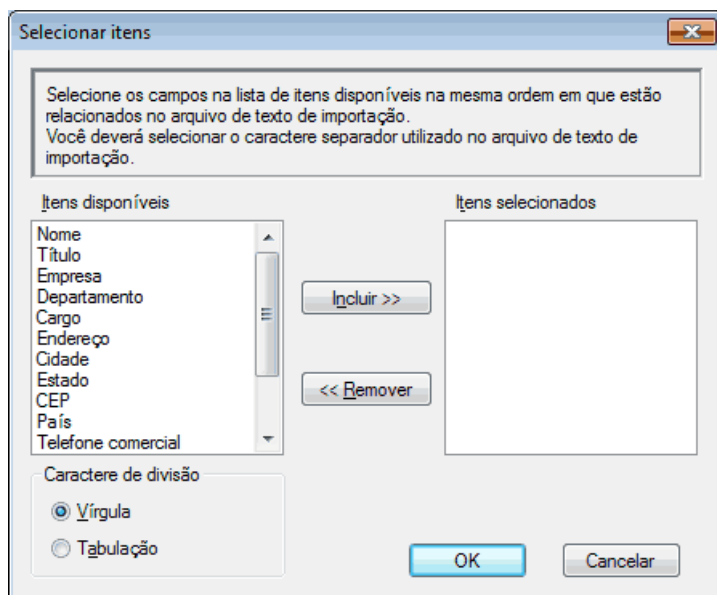 Selecionar itens
Selecione os campos na lista de itens disponíveis na mesma ordem em que estão
relacionados no arquivo de texto de importação.
Você deverá selecionar o caractere separador utilizado no arquivo de texto de
importação.
Itens disponíveis
Itens selecionados
Nome
Título
Empresa
Departamento
Cargo
Endereço
Cidade
Estado
CEP
País
Telefone comercial
Incluir >>
<< Remover
Caractere de divisão
Vírgula
Tabulação
OK
Cancelar